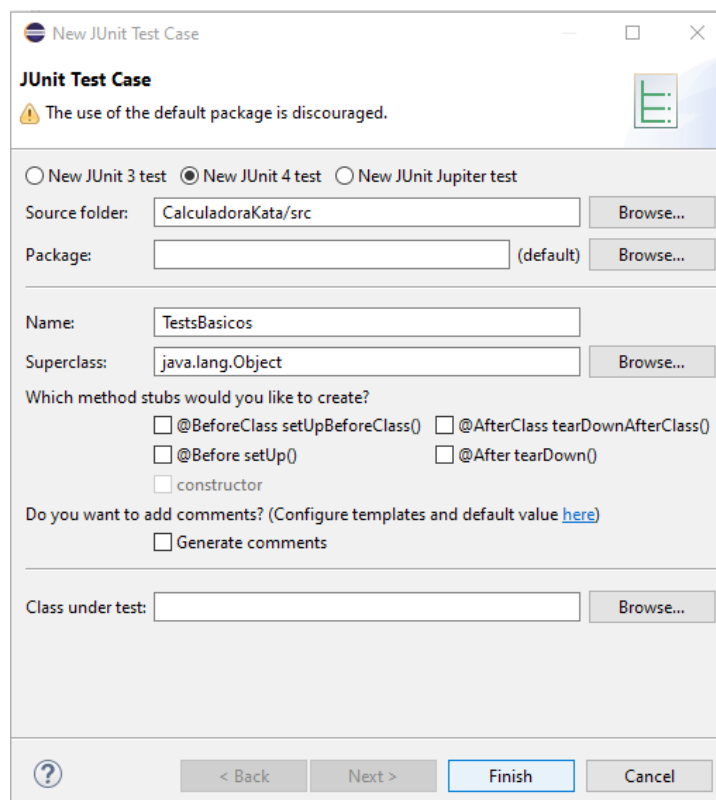 New JUnit Test Case
JUnit Test Case
The use of the default package is discouraged.
New JUnit 3 test New JUnit 4 test New JUnit Jupiter test
Source folder: CalculadoraKata/src Browse...
Package: (default) Browse...
Name: TestsBasicos
Superclass: java.lang.Object Browse...
Which method stubs would you like to create?
@BeforeClass setUpBeforeClass() @AfterClass tearDownAfterClass()
@Before setUp() @After tearDown()
constructor
Do you want to add comments? (Configure templates and default value here)
Generate comments
Class under test: Browse...
? < Back Next > Finish Cancel